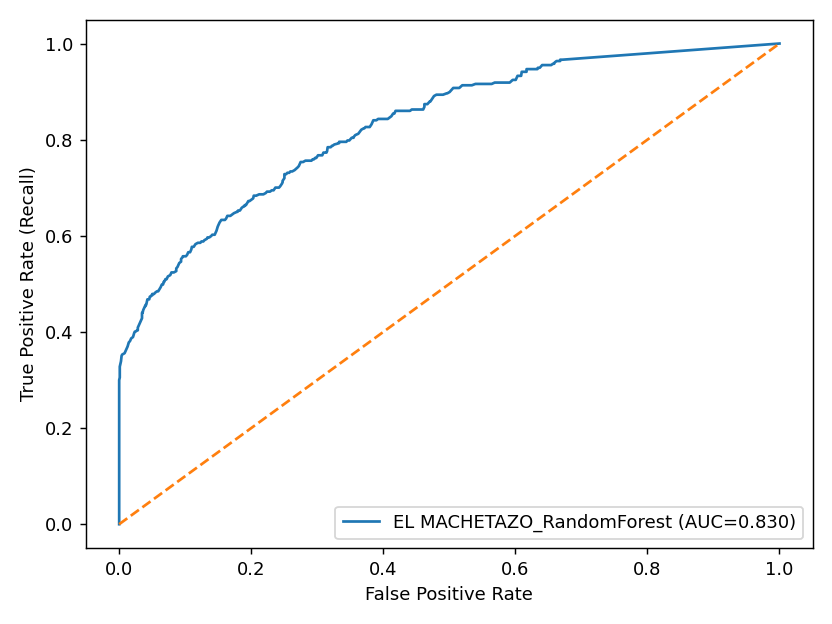 1.0
0.8
0.6
0.4
0.2
0.0
True Positive Rate (Recall)
EL MACHETAZO_RandomForest (AUC=0.830)
0.0 0.2 0.4 0.6 0.8 1.0
False Positive Rate